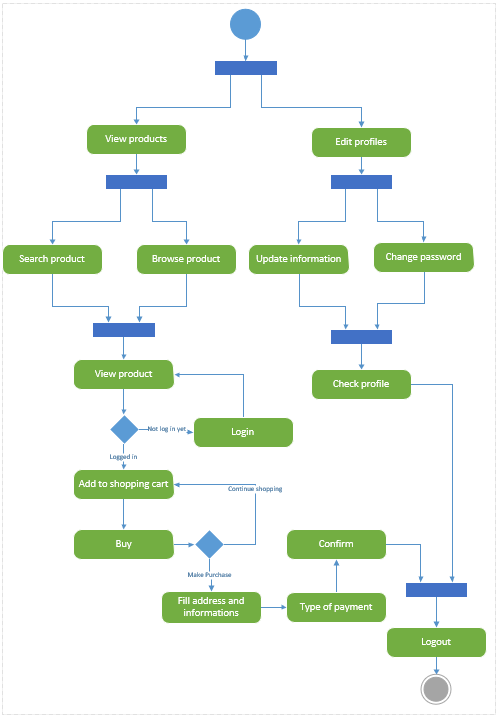 View products
Edit profiles
Search product
Browse product
Update information
Change password
View product
Check profile
Not log in yet
Login
Logged in
Add to shopping cart
Continue shopping
Buy
Confirm
Make Purchase
Fill address and
informations
Type of payment
Logout